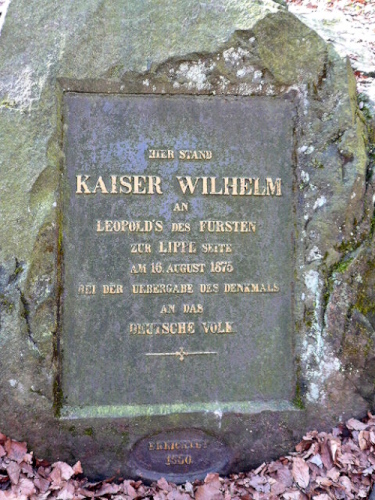 HIER STAND
KAISER WILHELM
AN
LEOPOLD'S DES FÜRSTEN
ZUR LIPPE SEITE
AM 16. AUGUST 1875
BEI DER UEBERGABE DES DENKMALS
AN DAS
DEUTSCHE VOLK
ERRICHTET